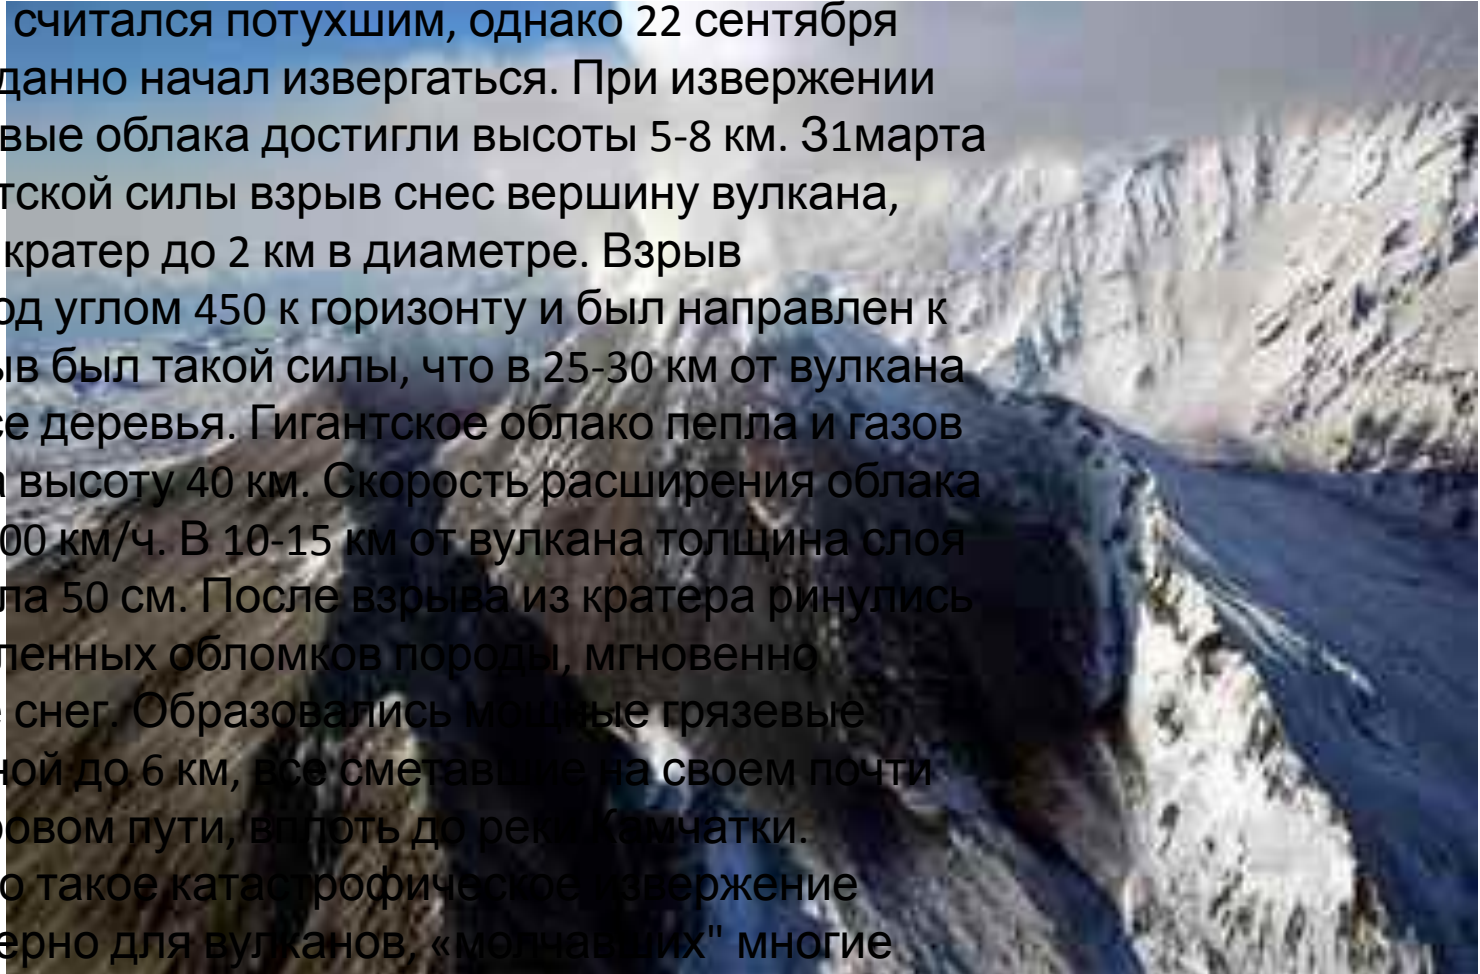 считался потухшим, однако 22 сентября
данно начал извергаться. При извержении
вые облака достигли высоты 5-8 км. 31марта
тской силы взрыв снес вершину вулкана,
кратер до 2 км в диаметре. Взрыв
од углом 450 к горизонту и был направлен к
ыв был такой силы, что в 25-30 км от вулкана
се деревья. Гигантское облако пепла и газов
а высоту 40 км. Скорость расширения облака
00 км/ч. В 10-15 км от вулкана толщина слоя
ла 50 см. После взрыва из кратера ринулись
ленных обломков породы, мгновенно
е снег. Образовались мощные грязевые
ной до 6 км, все сметавшие на своем почти
ровом пути, вплоть до реки Камчатки.
о такое катастрофическое извержение
ерно для вулканов, «молчавших" многие